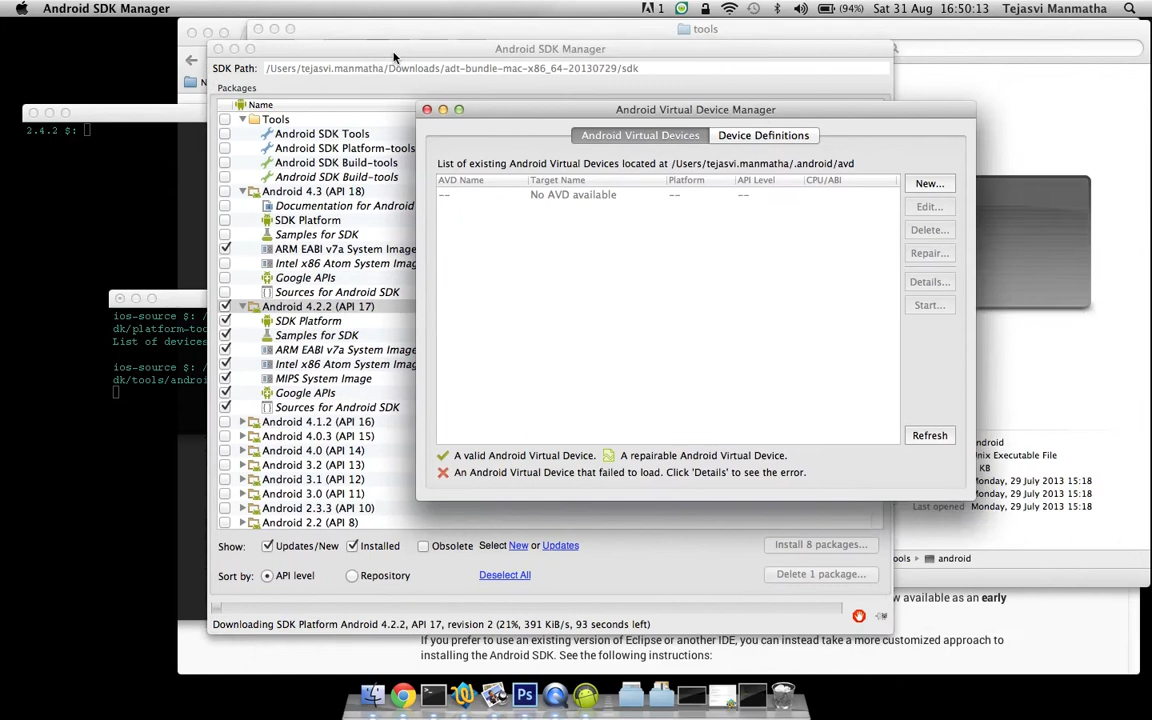 Android SDK Manager
1
(94%)
Sat 31 Aug 16:50:13
Tejasvi Manmatha
tools
Android SDK Manager
SDK Path: /Users/tejasvi.manmatha/Downloads/adt-bundle-mac-x86_64-20130729/sdk
Packages
Name
Tools
Android SDK Tools
Android SDK Platform-tools
Android SDK Build-tools
Android SDK Build-tools
Android 4.3 (API 18)
Documentation for Android
SDK Platform
Samples for SDK
ARM EABI v7a System Image
Intel x86 Atom System Imag
Google APIs
Sources for Android SDK
Android 4.2.2 (API 17)
SDK Platform
Samples for SDK
ARM EABI v7a System Image
Intel x86 Atom System Imag
MIPS System Image
Google APIs
Sources for Android SDK
Android 4.1.2 (API 16)
Android 4.0.3 (API 15)
Android 4.0 (API 14)
Android 3.2 (API 13)
Android 3.1 (API 12)
Android 3.0 (API 11)
Android 2.3.3 (API 10)
Android 2.2 (API 8)
Show: Updates/New Installed Obsolete Select New or Updates
Install 8 packages...
Sort by: API level Repository Deselect All
Delete 1 package...
Downloading SDK Platform Android 4.2.2, API 17, revision 2 (21%, 391 KiB/s, 93 seconds left)
2.4.2 $:
ios-source $: /
dk/platform-too
List of devices
ios-source $: /
dk/tools/androi
Android Virtual Device Manager
Android Virtual Devices Device Definitions
List of existing Android Virtual Devices located at /Users/tejasvi.manmatha/.android/avd
AVD Name Target Name Platform API Level CPU/ABI
-- No AVD available -- --
New...
Edit...
Delete...
Repair...
Details...
Start...
Refresh
A valid Android Virtual Device. A repairable Android Virtual Device.
An Android Virtual Device that failed to load. Click 'Details' to see the error.
android
nix Executable File
KB
Monday, 29 July 2013 15:18
Monday, 29 July 2013 15:18
Last opened Monday, 29 July 2013 15:18
ools android
w available as an early
If you prefer to use an existing version of Eclipse or another IDE, you can instead take a more customized approach to
installing the Android SDK. See the following instructions:
Ps